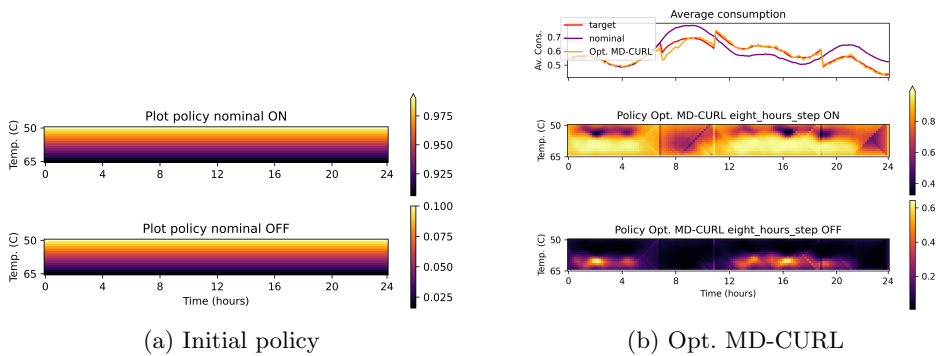 Plot policy nominal ON
Temp. (C)
50
65
0 4 8 12 16 20 24
0.975
0.950
0.925
Plot policy nominal OFF
Temp. (C)
50
65
0 4 8 12 16 20 24
Time (hours)
0.100
0.075
0.050
0.025
(a) Initial policy
Average consumption
Av. Cons.
0.7
0.6
0.5
target
nominal
Opt. MD-CURL
Policy Opt. MD-CURL eight_hours_step ON
Temp. (C)
50
65
0 4 8 12 16 20 24
0.8
0.6
0.4
Policy Opt. MD-CURL eight_hours_step OFF
Temp. (C)
50
65
0 4 8 12 16 20 24
Time (hours)
0.6
0.4
0.2
(b) Opt. MD-CURL